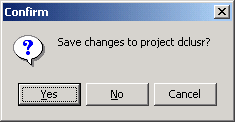 Confirm
Save changes to project dclusr?
Yes
No
Cancel